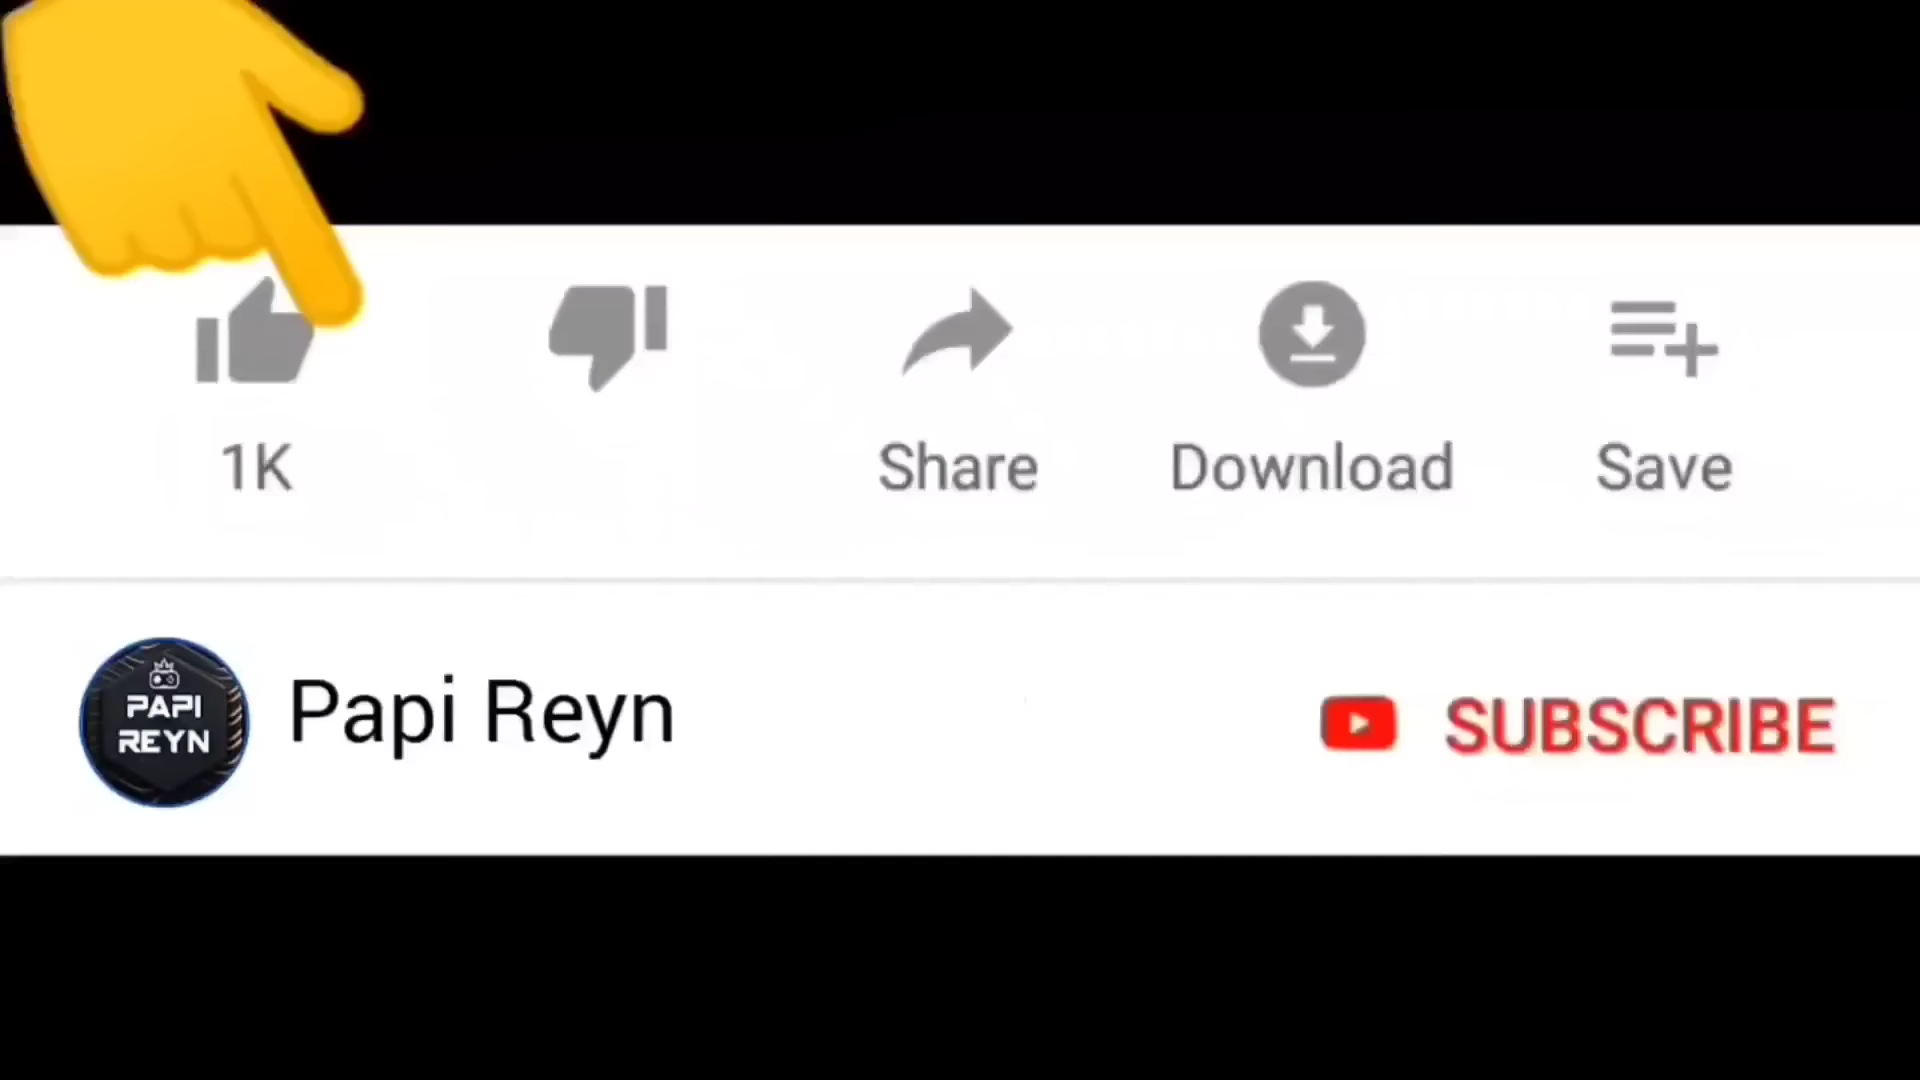 1K
Share
Download
Save
PAPI
REYN
Papi Reyn
SUBSCRIBE